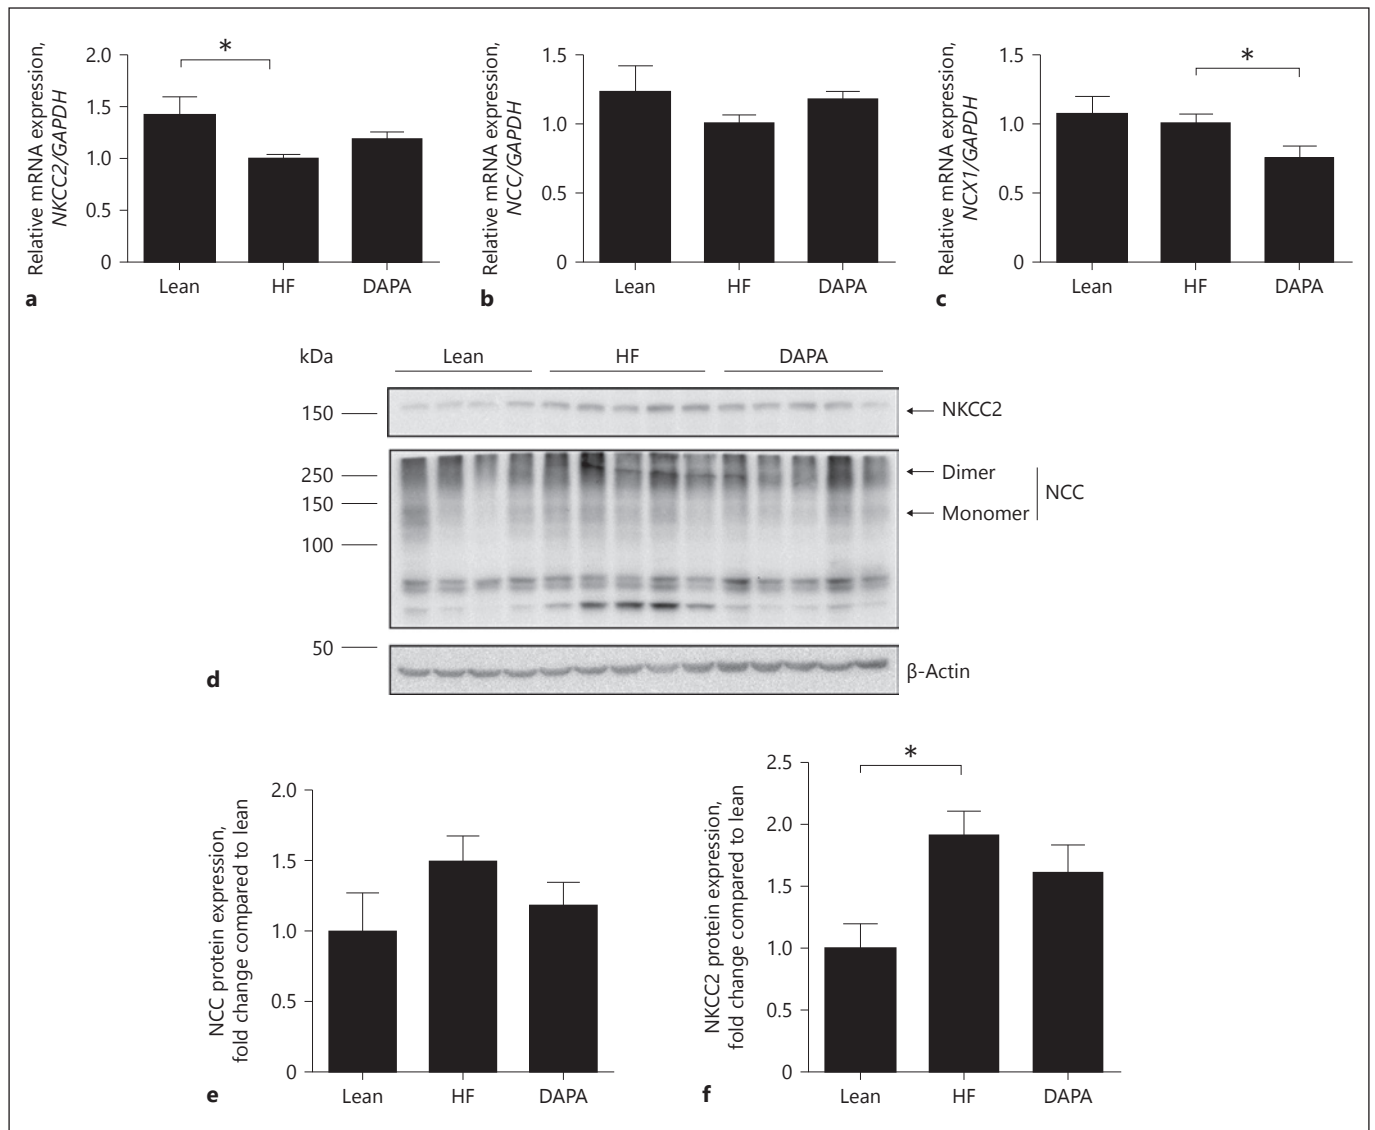 Relative mRNA expression,
NKCC2/GAPDH
2.0
1.5
1.0
0.5
0
*
Lean HF DAPA
a
Relative mRNA expression,
NCC/GAPDH
1.5
1.0
0.5
0
Lean HF DAPA
b
Relative mRNA expression,
NCX1/GAPDH
1.5
1.0
0.5
0
*
Lean HF DAPA
c
kDa Lean HF DAPA
150 NKCC2
250 Dimer
NCC
150 Monomer
100
50
β-Actin
d
NCC protein expression,
fold change compared to lean
2.0
1.5
1.0
0.5
0
Lean HF DAPA
e
NKCC2 protein expression,
fold change compared to lean
2.5
2.0
1.5
1.0
0.5
0
*
Lean HF DAPA
f